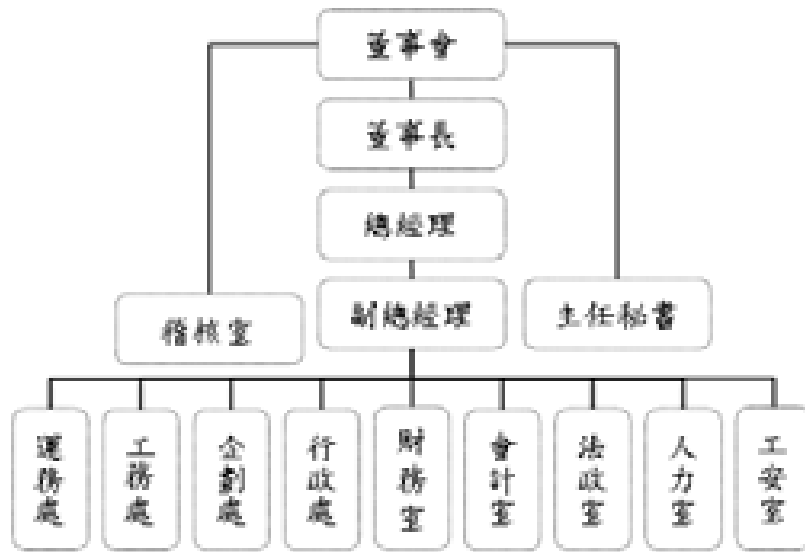 董事會
董事長
總經理
稽核室
副總經理
主任秘書
運務處
工務處
企劃處
行政處
財務室
會計室
法政室
人力室
工安室